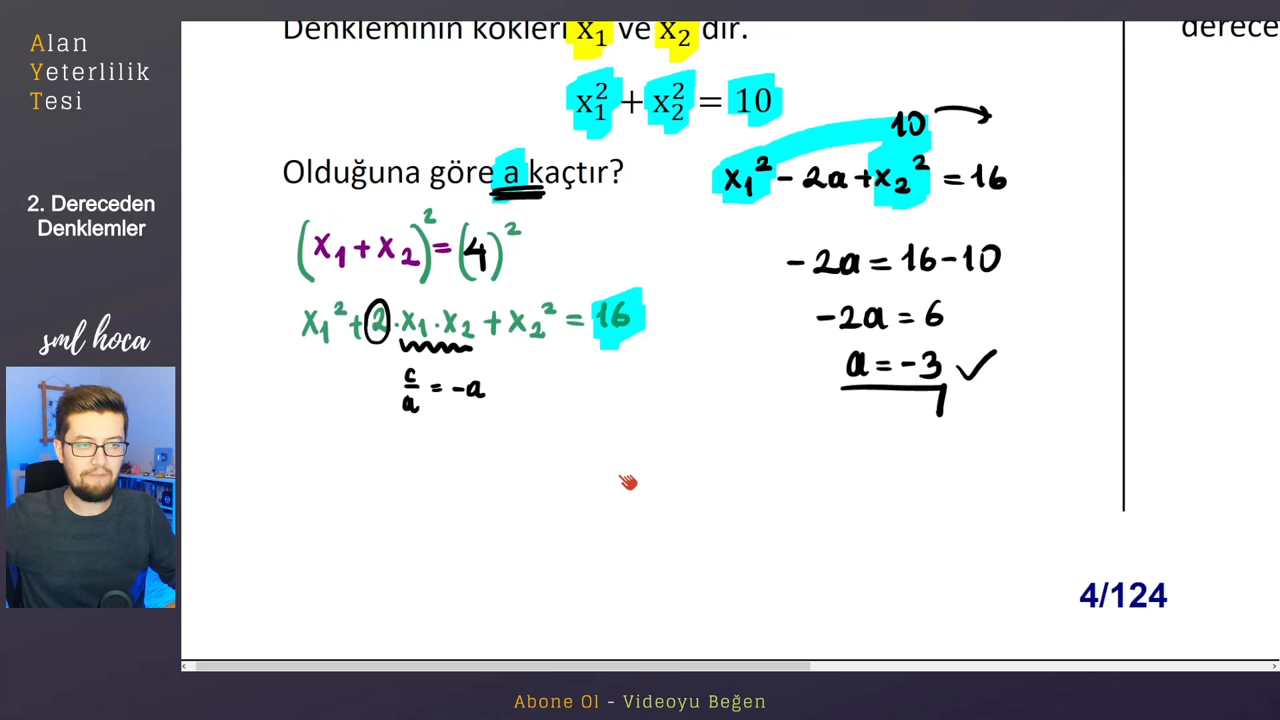 Alan
Yeterlilik
Tesi
2. Dereceden
Denklemler
sml hoca
Denkleminin kökleri x₁ ve x₂ dir.
x₁² + x₂² = 10
Olduğuna göre a kaçtır?
(x₁ + x₂)² = (4)²
x₁² + 2 · x₁ · x₂ + x₂² = 16
c/a = -a
10
x₁² - 2a + x₂² = 16
-2a = 16 - 10
-2a = 6
a = -3 ✓
derece
4/124
Abone Ol - Videoyu Beğen